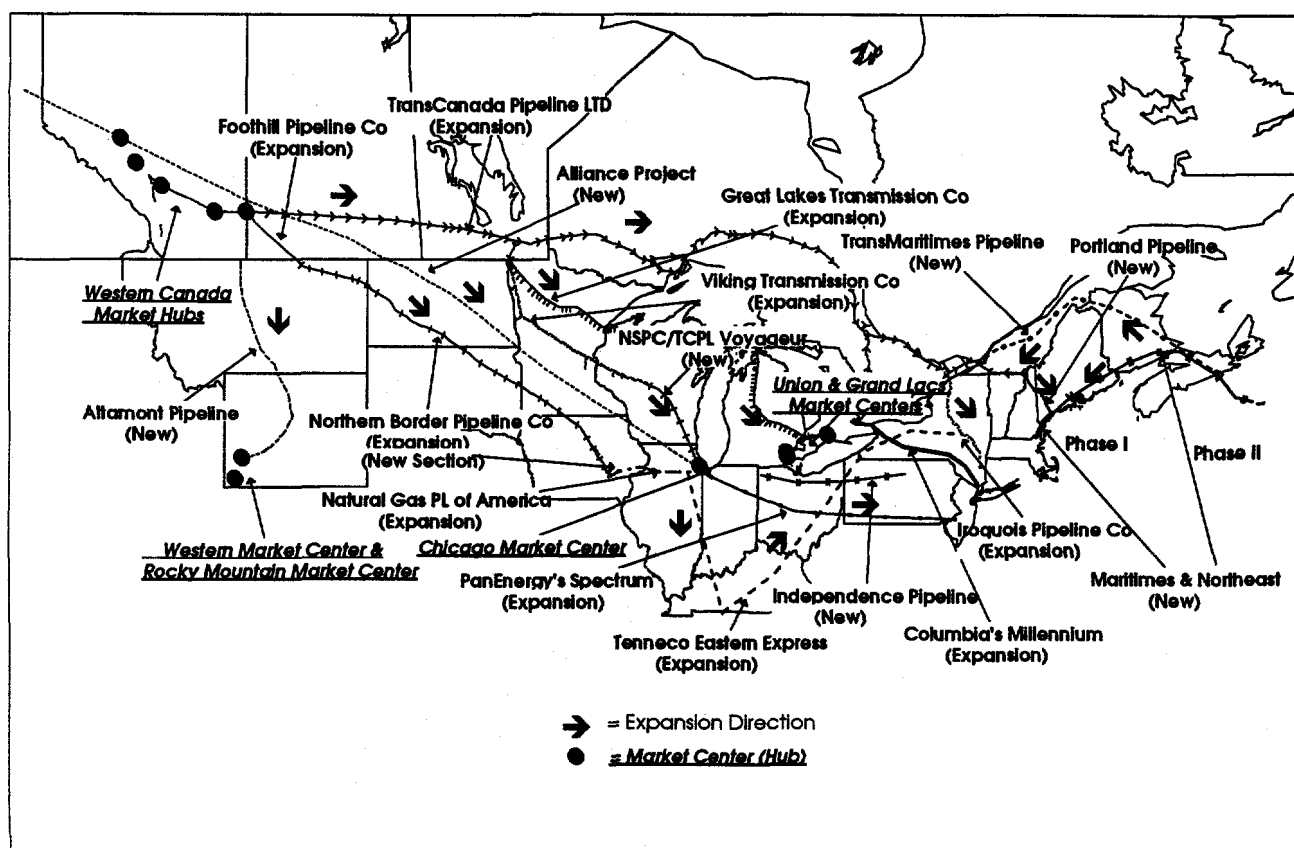 TransCanada Pipeline LTD
(Expansion)
Foothill Pipeline Co
(Expansion)
Alliance Project
(New)
Great Lakes Transmission Co
(Expansion)
TransMaritimes Pipeline
(New)
Portland Pipeline
(New)
Viking Transmission Co
(Expansion)
Western Canada
Market Hubs
NSPC/TCPL Voyageur
(New)
Union & Grand Lacs
Market Centers
Altamont Pipeline
(New)
Northern Border Pipeline Co
(Expansion)
(New Section)
Phase I
Phase II
Natural Gas PL of America
(Expansion)
Iroquois Pipeline Co
(Expansion)
Western Market Center &
Rocky Mountain Market Center
Chicago Market Center
PanEnergy's Spectrum
(Expansion)
Independence Pipeline
(New)
Maritimes & Northeast
(New)
Tenneco Eastern Express
(Expansion)
Columbia's Millennium
(Expansion)
= Expansion Direction
= Market Center (Hub)